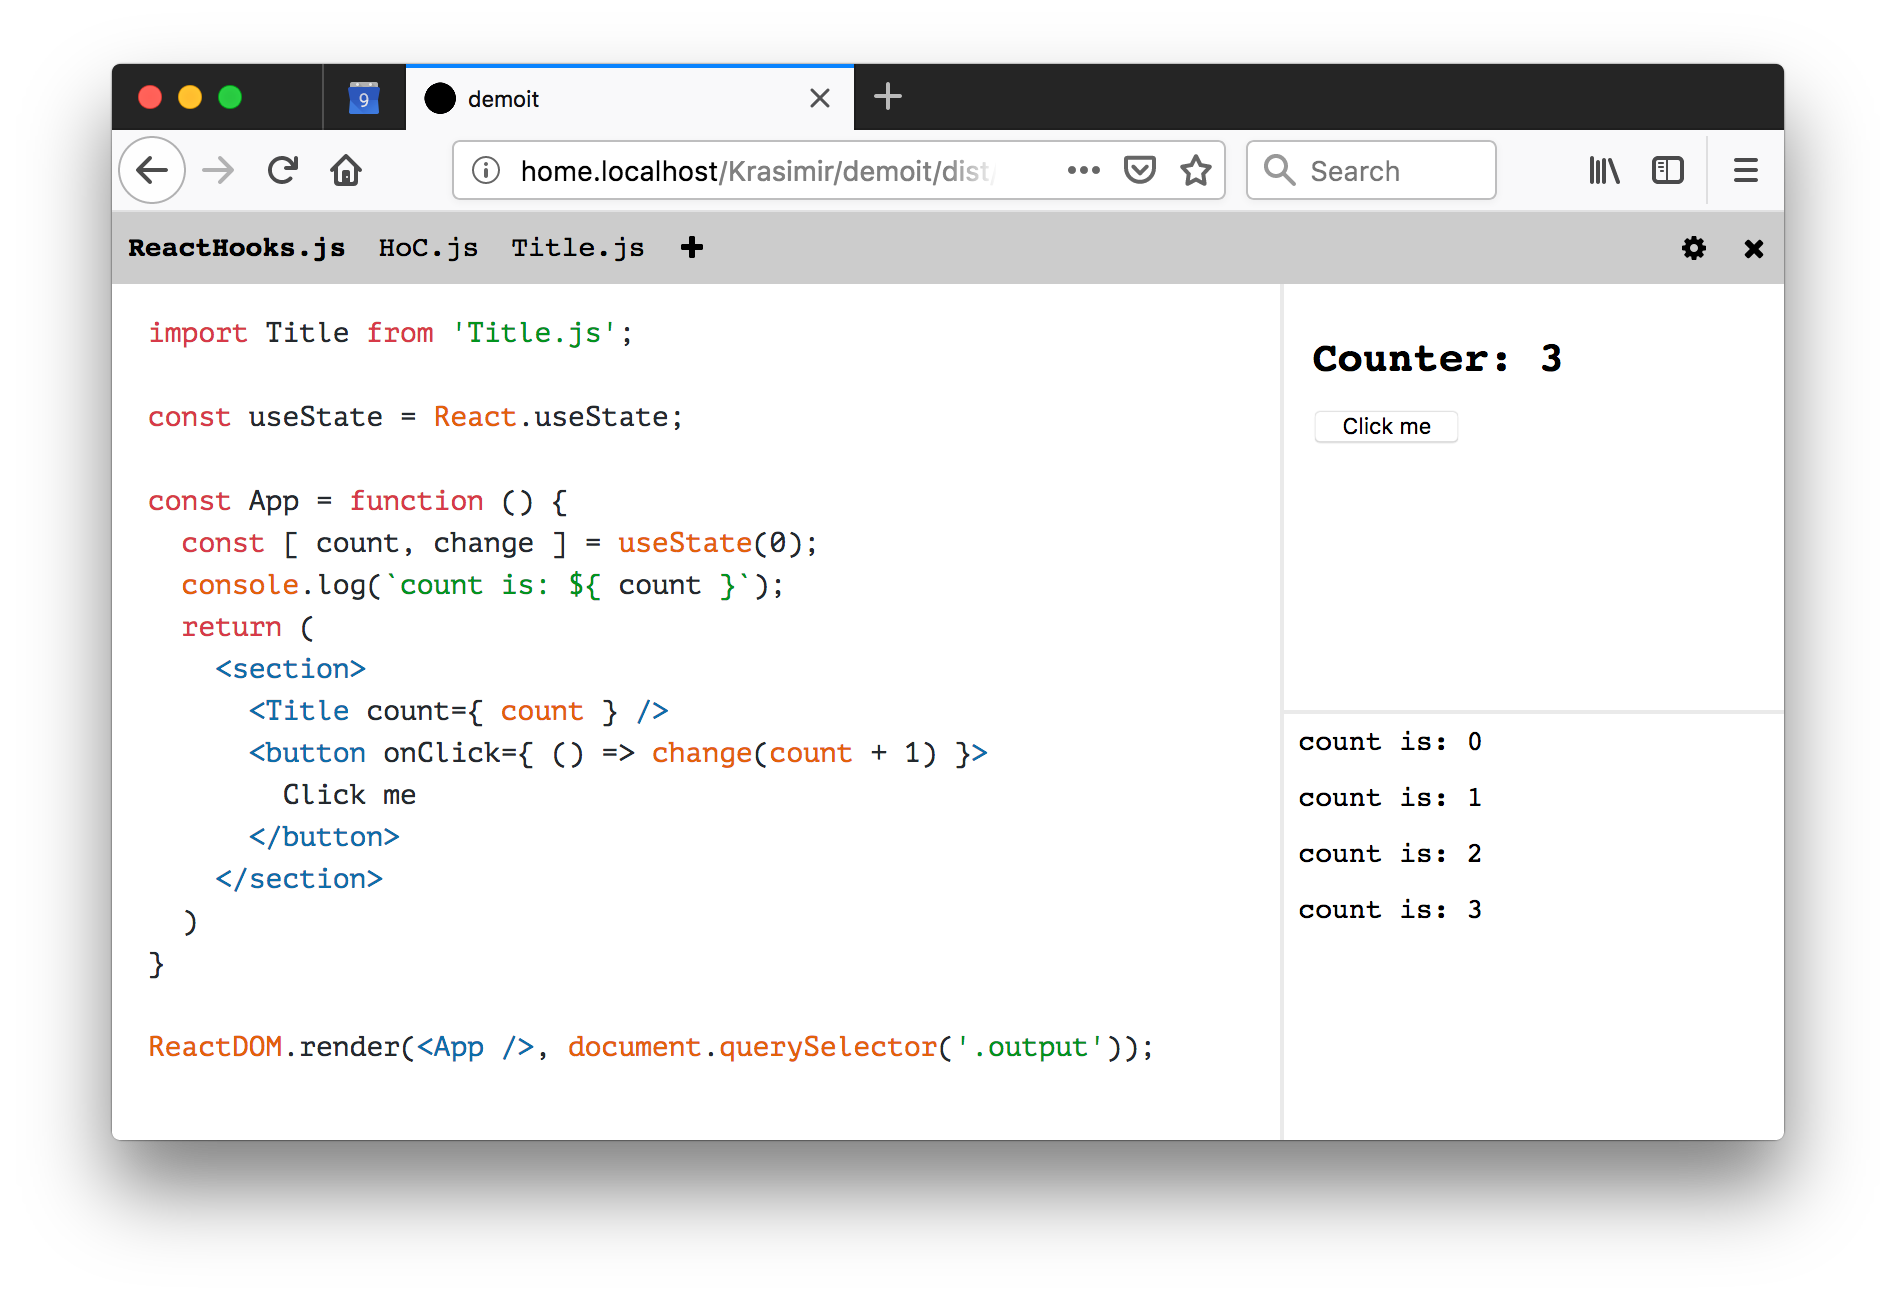 9
demoit
home.localhost/Krasimir/demoit/dist/
Search
ReactHooks.js HoC.js Title.js
import Title from 'Title.js';
const useState = React.useState;
const App = function () {
  const [ count, change ] = useState(0);
  console.log(`count is: ${ count }`);
  return (
    <section>
      <Title count={ count } />
      <button onClick={ () => change(count + 1) }>
        Click me
      </button>
    </section>
  )
}
ReactDOM.render(<App />, document.querySelector('.output'));
Counter: 3
Click me
count is: 0
count is: 1
count is: 2
count is: 3